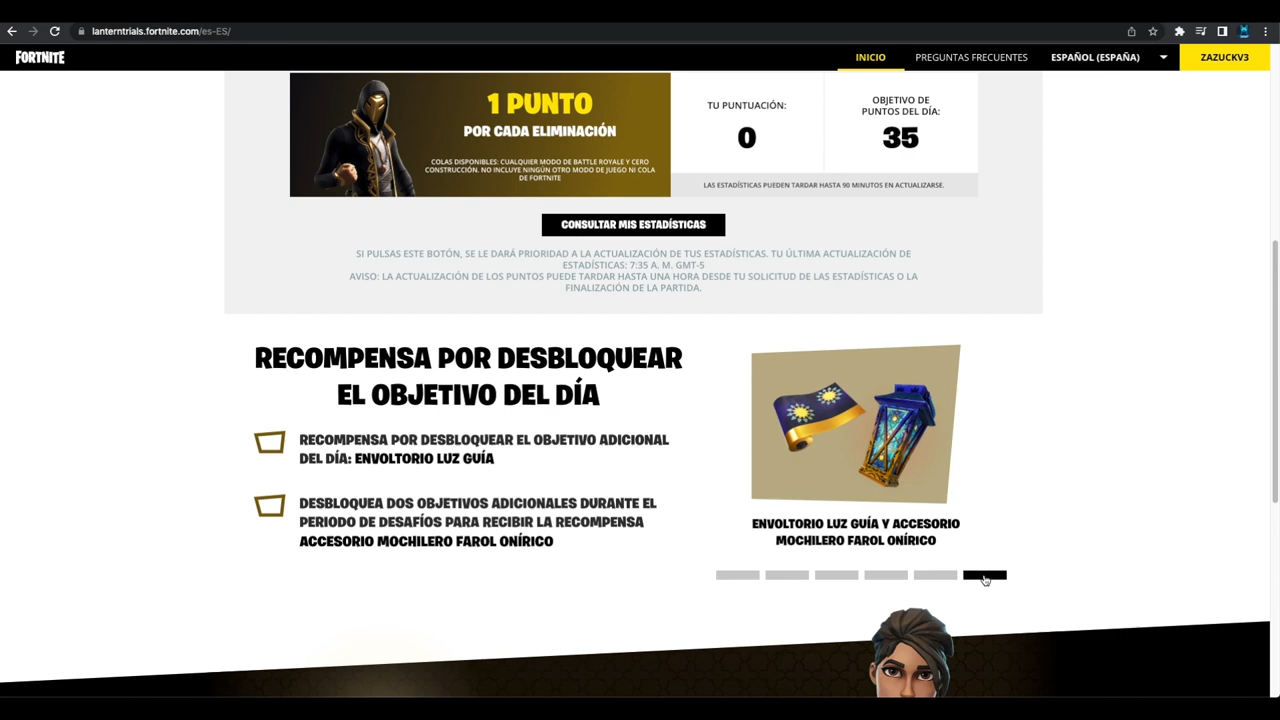 lanterntrials.fortnite.com/es-ES/
FORTNITE
INICIO
PREGUNTAS FRECUENTES
ESPAÑOL (ESPAÑA)
ZAZUCKV3
1 PUNTO
POR CADA ELIMINACIÓN
COLAS DISPONIBLES: CUALQUIER MODO DE BATTLE ROYALE Y CERO
CONSTRUCCIÓN. NO INCLUYE NINGÚN OTRO MODO DE JUEGO NI COLA
DE FORTNITE
TU PUNTUACIÓN:
0
OBJETIVO DE
PUNTOS DEL DÍA:
35
LAS ESTADÍSTICAS PUEDEN TARDAR HASTA 90 MINUTOS EN ACTUALIZARSE.
CONSULTAR MIS ESTADÍSTICAS
SI PULSAS ESTE BOTÓN, SE LE DARÁ PRIORIDAD A LA ACTUALIZACIÓN DE TUS ESTADÍSTICAS. TU ÚLTIMA ACTUALIZACIÓN DE
ESTADÍSTICAS: 7:35 A. M. GMT-5
AVISO: LA ACTUALIZACIÓN DE LOS PUNTOS PUEDE TARDAR HASTA UNA HORA DESDE TU SOLICITUD DE LAS ESTADÍSTICAS O LA
FINALIZACIÓN DE LA PARTIDA.
RECOMPENSA POR DESBLOQUEAR
EL OBJETIVO DEL DÍA
RECOMPENSA POR DESBLOQUEAR EL OBJETIVO ADICIONAL
DEL DÍA: ENVOLTORIO LUZ GUÍA
DESBLOQUEA DOS OBJETIVOS ADICIONALES DURANTE EL
PERIODO DE DESAFÍOS PARA RECIBIR LA RECOMPENSA
ACCESORIO MOCHILERO FAROL ONÍRICO
ENVOLTORIO LUZ GUÍA Y ACCESORIO
MOCHILERO FAROL ONÍRICO